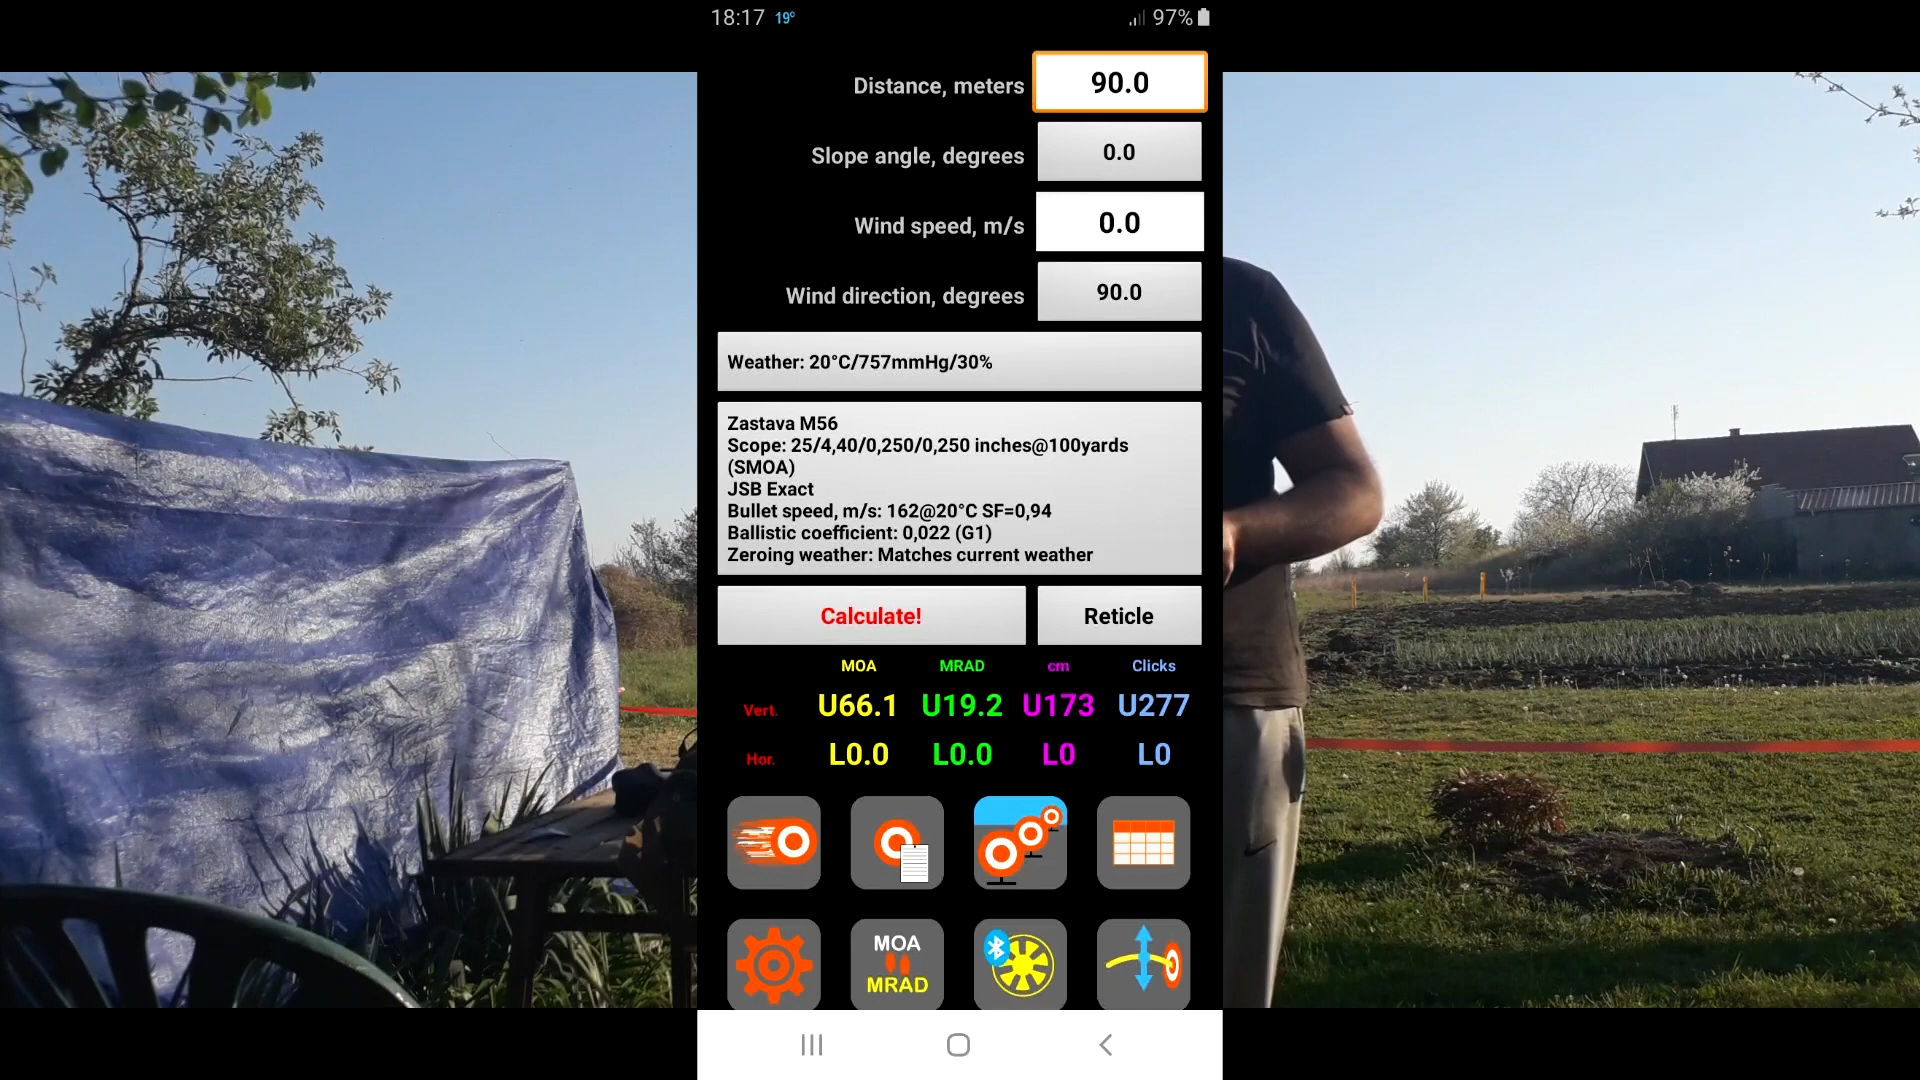 18:17 19° 97%
Distance, meters 90.0
Slope angle, degrees 0.0
Wind speed, m/s 0.0
Wind direction, degrees 90.0
Weather: 20°C/757mmHg/30%
Zastava M56
Scope: 25/4,40/0,250/0,250 inches@100yards
(SMOA)
JSB Exact
Bullet speed, m/s: 162@20°C SF=0,94
Ballistic coefficient: 0,022 (G1)
Zeroing weather: Matches current weather
Calculate! Reticle
MOA MRAD cm Clicks
Vert. U66.1 U19.2 U173 U277
Hor. L0.0 L0.0 L0 L0
MOA
MRAD